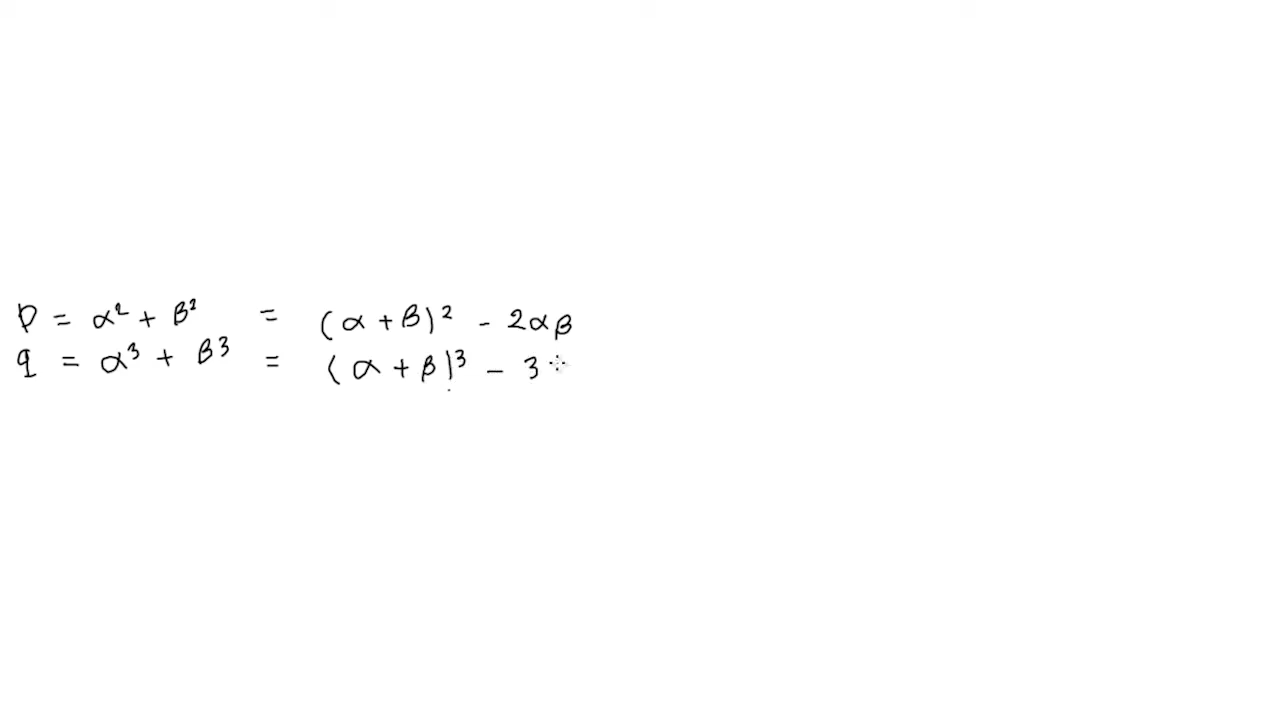 p = α² + β² = (α + β)² - 2αβ
q = α³ + β3 = (α + β)³ - 3